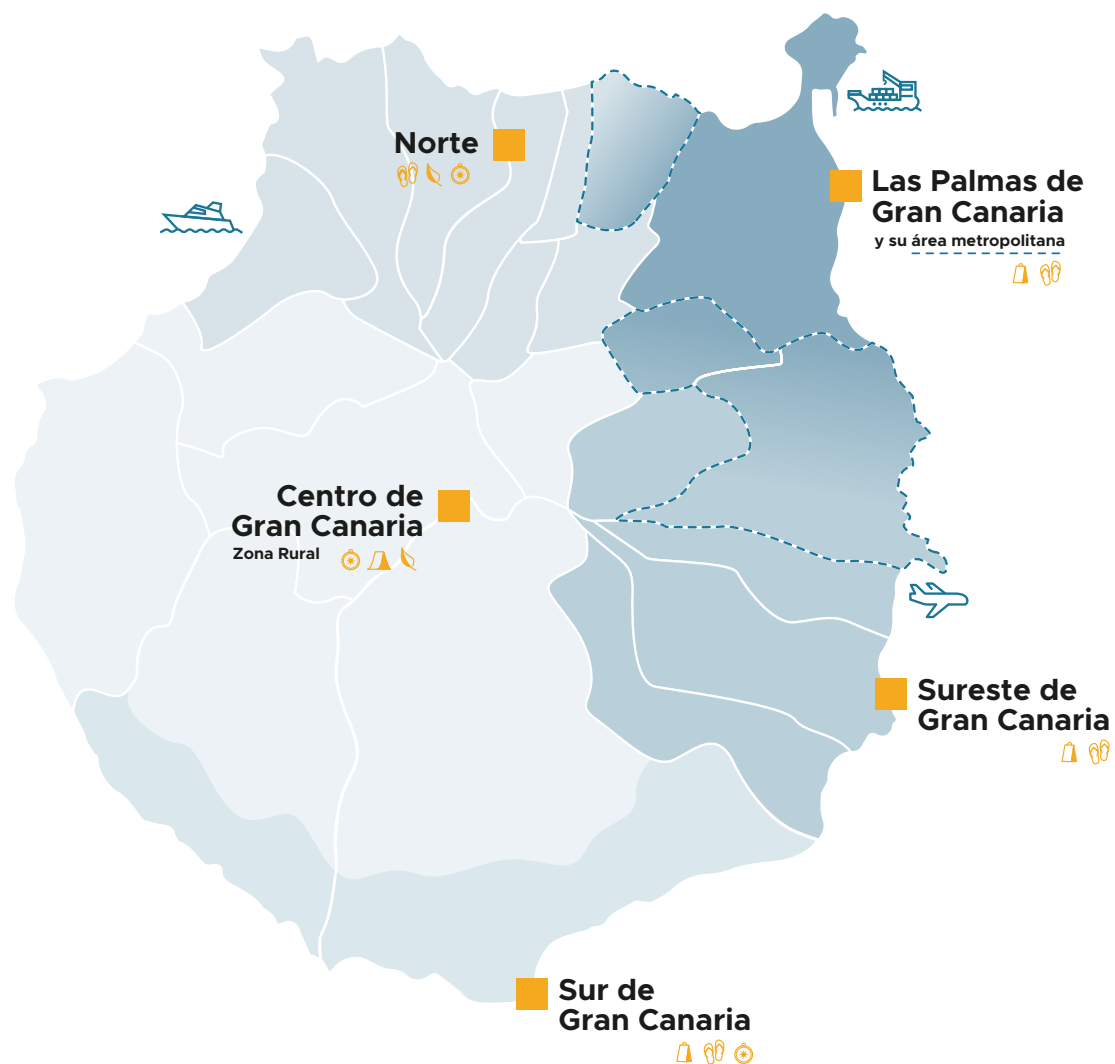 Norte
Las Palmas de
Gran Canaria
y su área metropolitana
Centro de
Gran Canaria
Zona Rural
Sureste de
Gran Canaria
Sur de
Gran Canaria